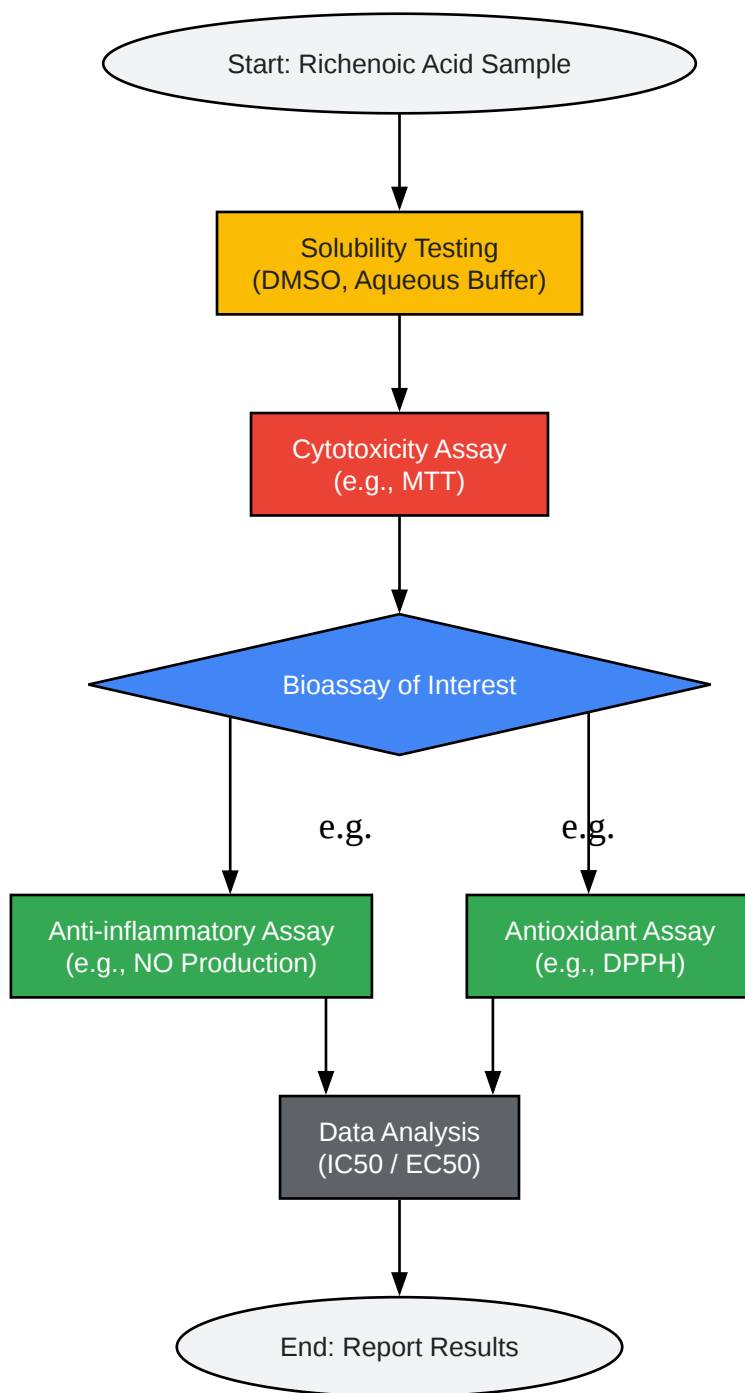 Start: Richenoic Acid Sample
Solubility Testing
(DMSO, Aqueous Buffer)
Cytotoxicity Assay
(e.g., MTT)
Bioassay of Interest
e.g.
e.g.
Anti-inflammatory Assay
(e.g., NO Production)
Antioxidant Assay
(e.g., DPPH)
Data Analysis
(IC50 / EC50)
End: Report Results